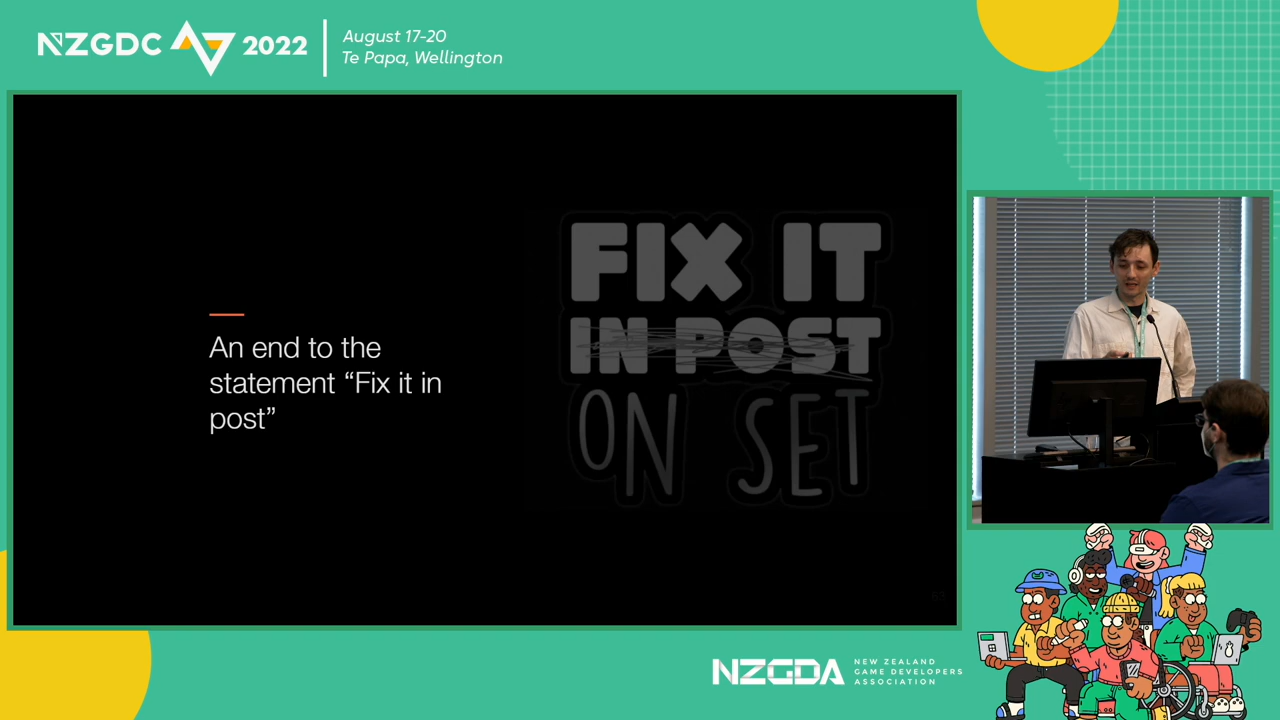 NZGDC 2022
August 17-20
Te Papa, Wellington
An end to the
statement “Fix it in
post”
FIX IT
IN POST
ON SET
53
NZGDA
NEW ZEALAND
GAME DEVELOPERS
ASSOCIATION